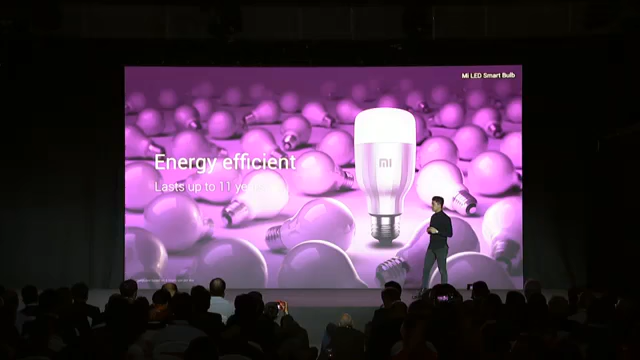 Mi LED Smart Bulb
Energy efficient
Lasts up to 11
mi